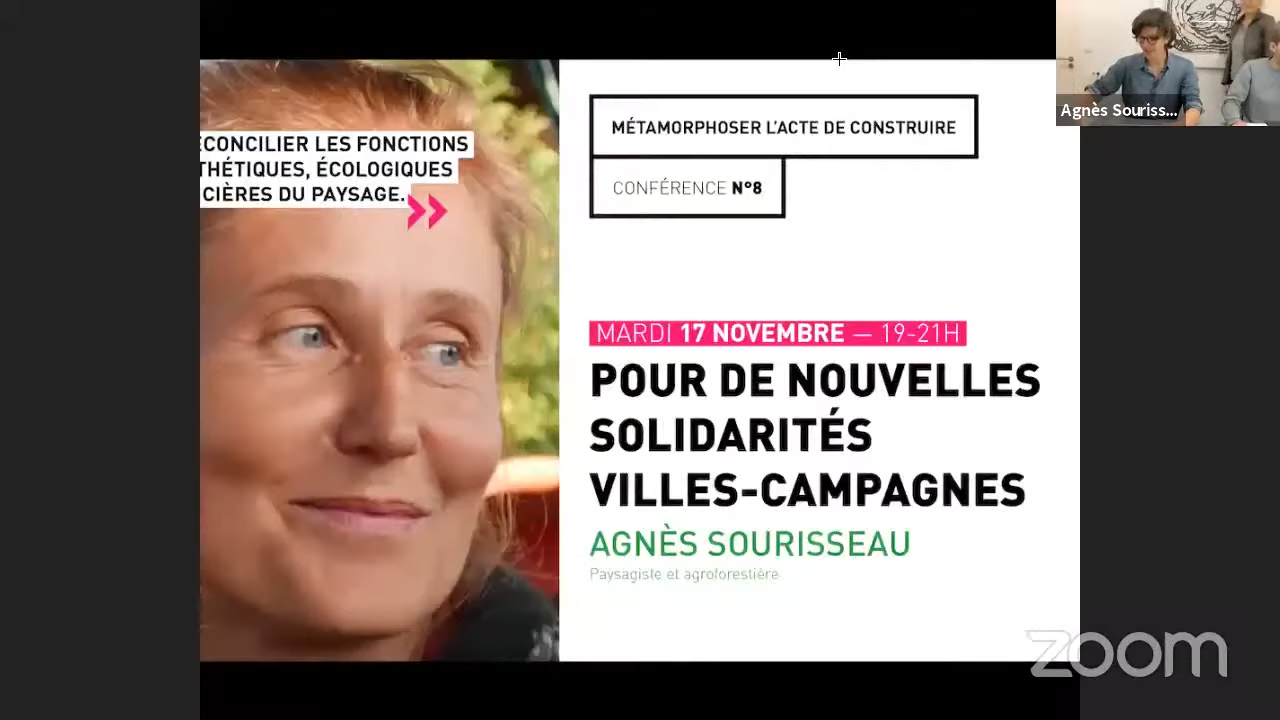 ECONCILIER LES FONCTIONS
THÉTIQUES, ÉCOLOGIQUES
CIÈRES DU PAYSAGE.
MÉTAMORPHOSER L'ACTE DE CONSTRUIRE
CONFÉRENCE N°8
MARDI 17 NOVEMBRE — 19-21H
POUR DE NOUVELLES
SOLIDARITÉS
VILLES-CAMPAGNES
AGNÈS SOURISSEAU
Paysagiste et agroforestière
Agnès Souriss...
zoom